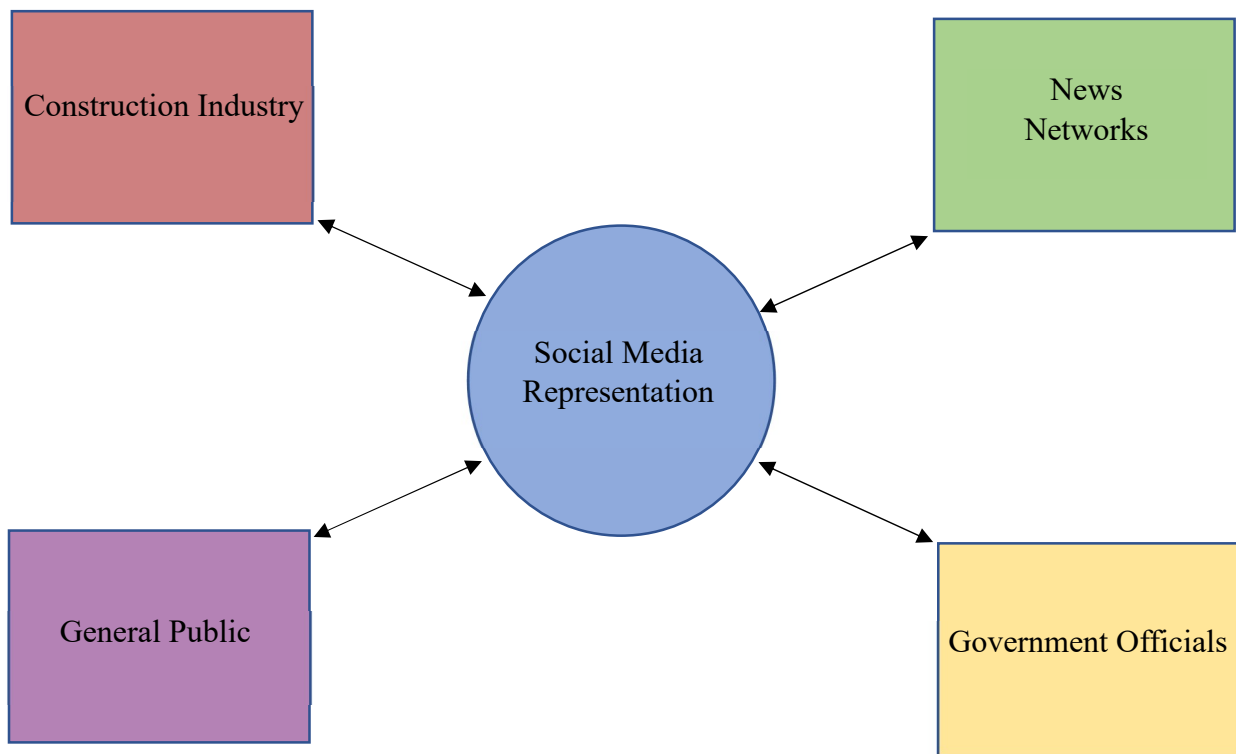 Construction Industry
News
Networks
Social Media
Representation
General Public
Government Officials